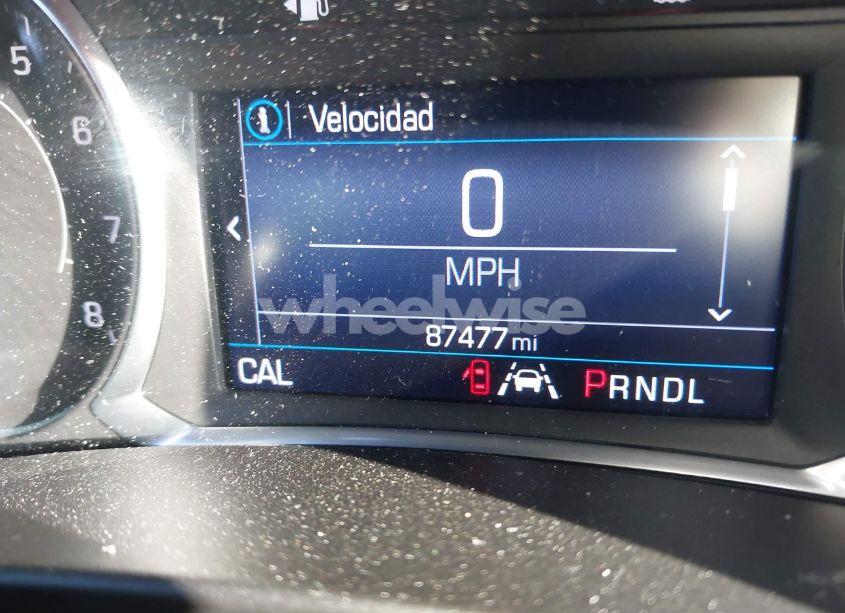 5
6
7
8
Velocidad
0
MPH
wheelwise
87477 mi
CAL
PRNDL